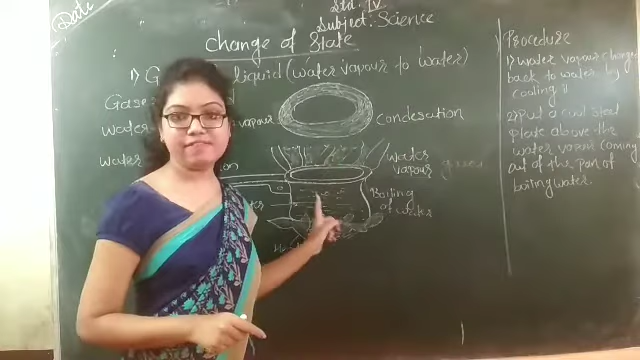 Date
Std. IV
Subject: Science
Change of State
1) G liquid (Water vapour to Water)
Gase
Water vapour
condesation
Water on
Water
vapour gases
Boiling
of water
Procedure
1) Water vapour change
back to water by
cooling it
2) Put a cool steel
plate above the
water vapour coming
out of the pan of
boiling water.